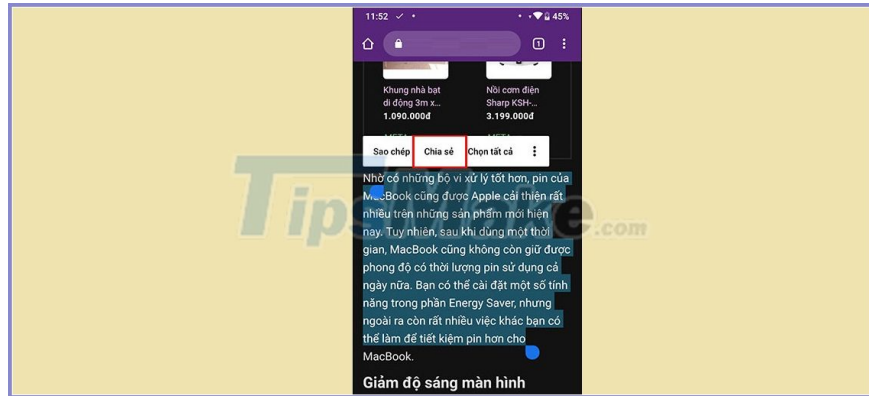 11:52
45%
1
Khung nhà bạt
di động 3m x...
1.090.000đ
Nồi cơm điện
Sharp KSH-...
3.199.000đ
META
META
Sao chép Chia sẻ Chọn tất cả
Nhờ có những bộ vi xử lý tốt hơn, pin của
MacBook cũng được Apple cải thiện rất
nhiều trên những sản phẩm mới hiện
nay. Tuy nhiên, sau khi dùng một thời
gian, MacBook cũng không còn giữ được
phong độ có thời lượng pin sử dụng cả
ngày nữa. Bạn có thể cài đặt một số tính
năng trong phần Energy Saver, nhưng
ngoài ra còn rất nhiều việc khác bạn có
thể làm để tiết kiệm pin hơn cho
MacBook.
Giảm độ sáng màn hình
TipsMake.com